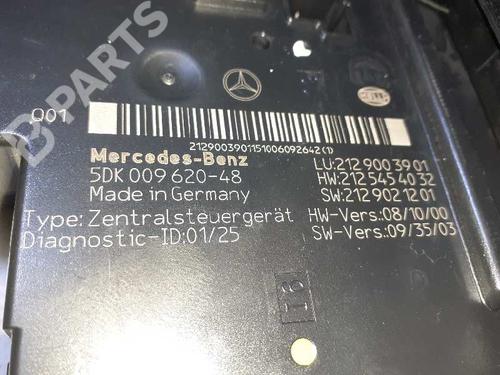 B-PARTS
001
2129003901151006092642(1)
Mercedes-Benz
5DK 009 620-48
Made in Germany
Type: Zentralsteuergerät
Diagnostic-ID:01/25
LU:212 900 39 01
HW:212 545 40 32
SW:212 902 12 01
HW-Vers:08/10/00
SW-Vers.:09/35/03